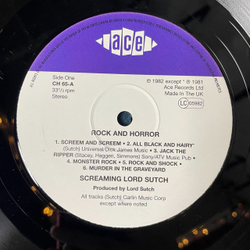 ace
Side One
CH 65-A
33⅓ rpm
Stereo
℗ 1982 except * ℗ 1981
Ace Records Ltd
Made in The UK
LC 05982
ROCK AND HORROR
1. SCREEM AND SCREEM • 2. ALL BLACK AND HAIRY*
(Sutch) Universal/Dick James Music • 3. JACK THE
RIPPER (Stacey, Hagger, Simmons) Sony/ATV Music Pub
4. MONSTER ROCK • 5. ROCK AND SHOCK •
6. MURDER IN THE GRAVEYARD
SCREAMING LORD SUTCH
Produced by Lord Sutch
All tracks (Sutch) Carlin Music Corp
except where noted